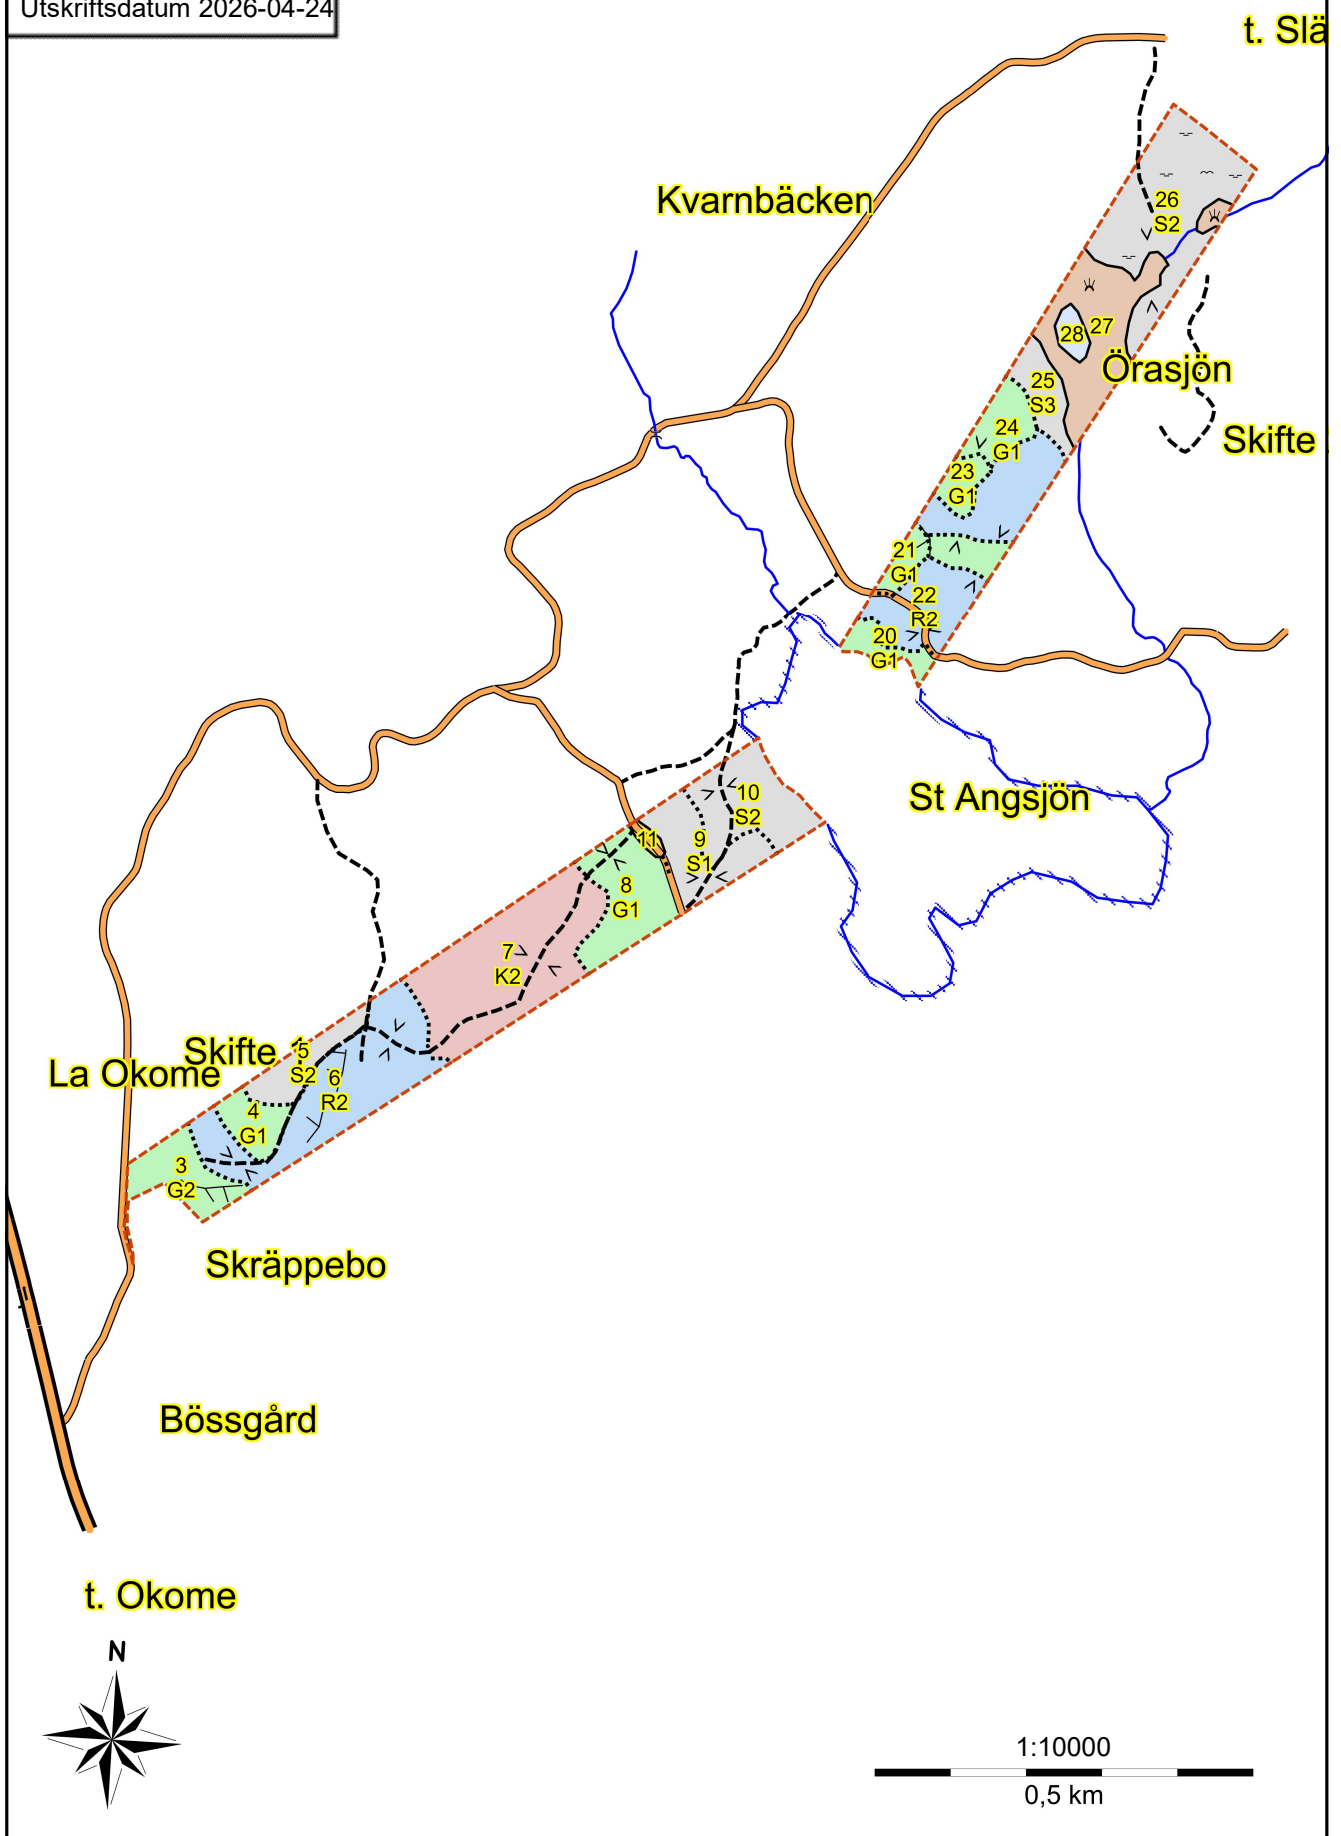 Utskriftsdatum 2026-04-24
t. Slä
Kvarnbäcken
26
S2
28
27
Örasjön
25
S3
24
G1
Skifte
23
G1
21
G1
22
R2
20
G1
10
S2
St Angsjön
11
9
S1
8
G1
7
K2
Skifte 1
5
S2
La Okome
6
R2
4
G1
3
G2
Skräppebo
Bössgård
t. Okome
N
1:10000
0,5 km